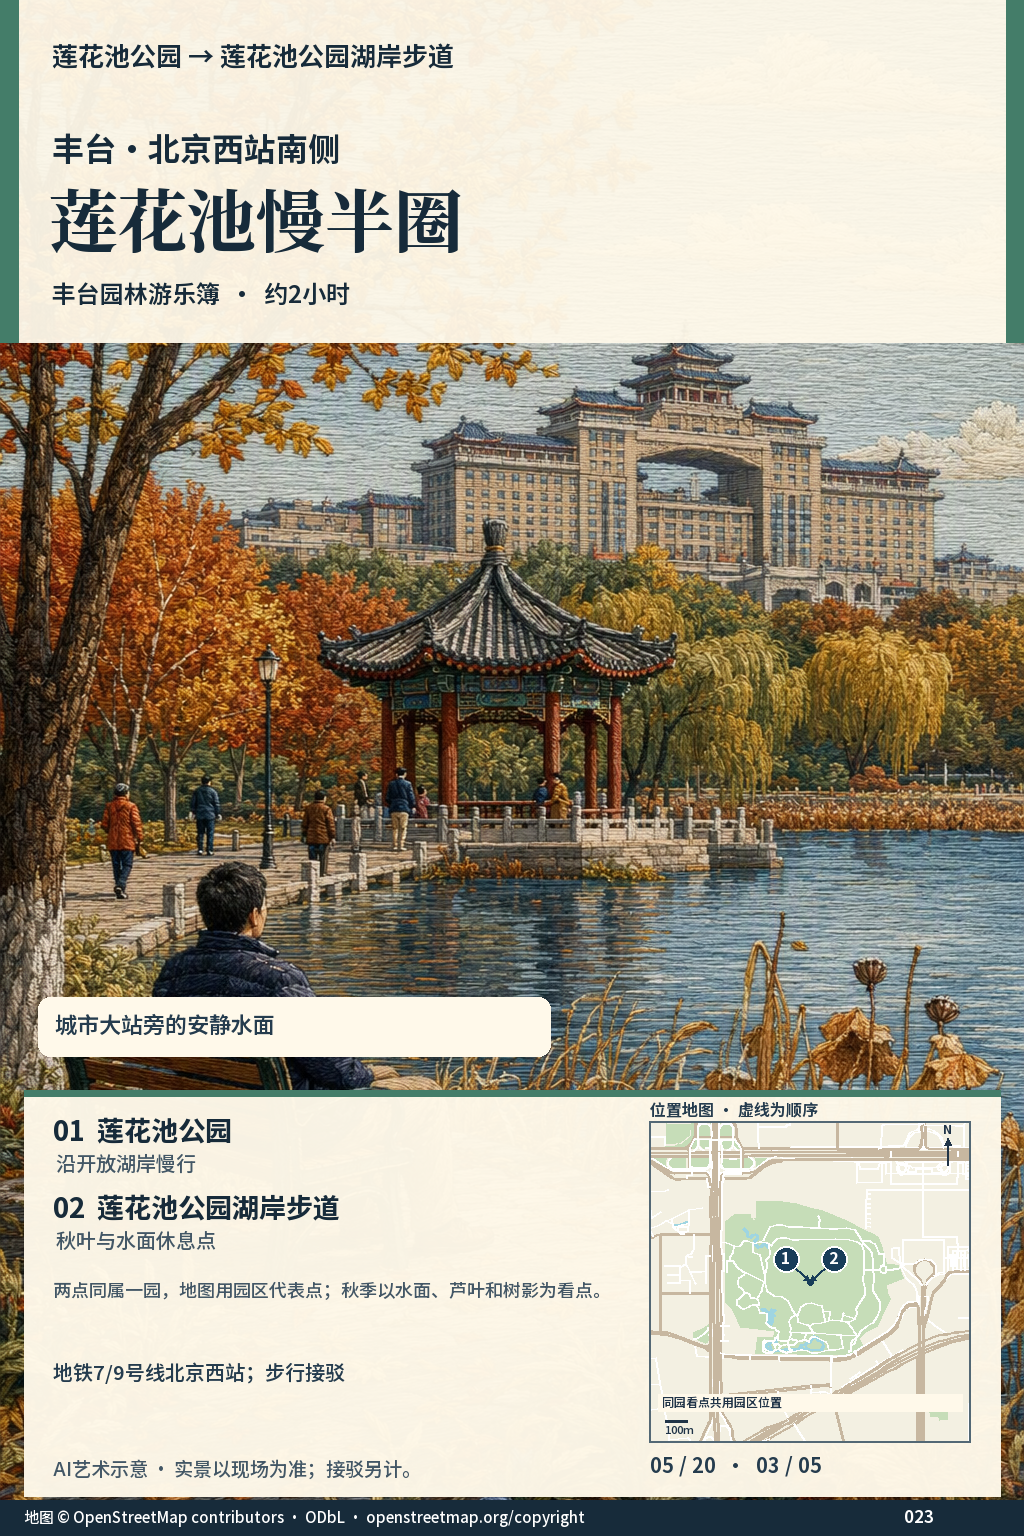 莲花池公园 → 莲花池公园湖岸步道
丰台・北京西站南侧
莲花池慢半圈
丰台园林游乐簿 ・ 约2小时
城市大站旁的安静水面
01 莲花池公园
沿开放湖岸慢行
02 莲花池公园湖岸步道
秋叶与水面休息点
两点同属一园，地图用园区代表点；秋季以水面、芦叶和树影为看点。
地铁7/9号线北京西站；步行接驳
AI艺术示意 · 实景以现场为准；接驳另计。
位置地图 · 虚线为顺序
N
1 2
同园看点共用园区位置
100m
05 / 20 · 03 / 05
地图 © OpenStreetMap contributors · ODbL · openstreetmap.org/copyright
023